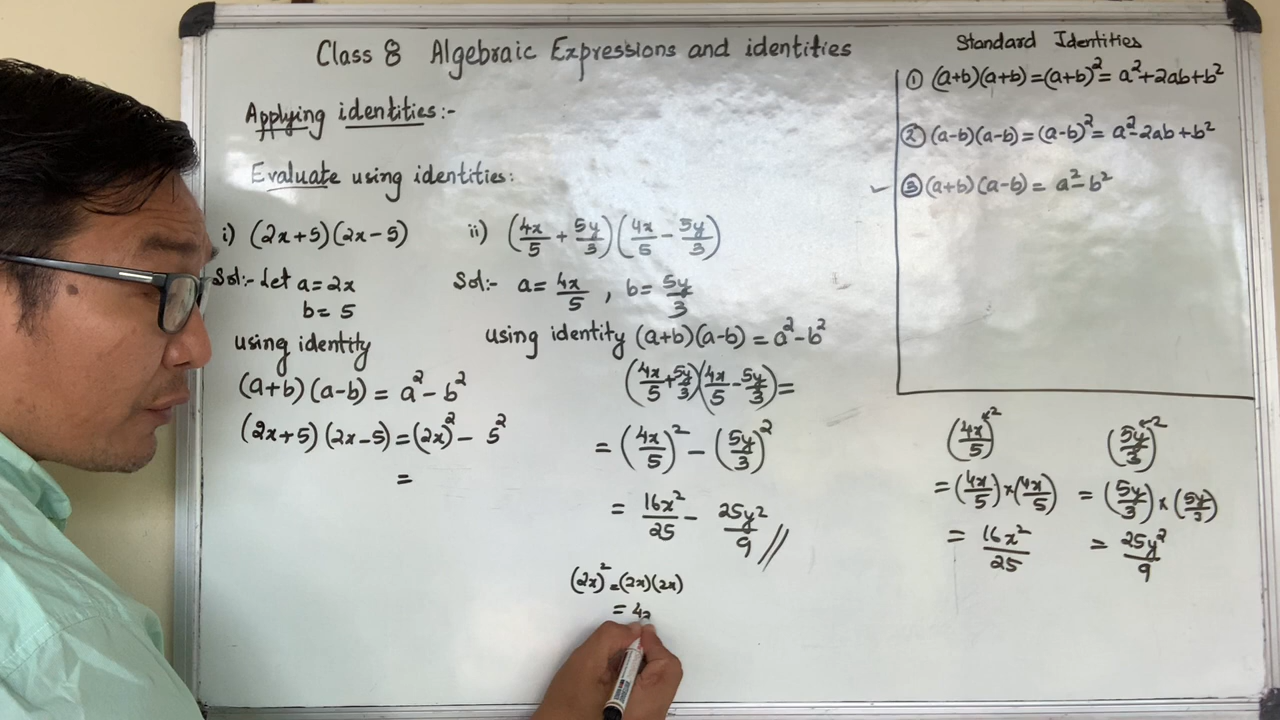 Class 8 Algebraic Expressions and identities
Applying identities:-
Evaluate using identities:
i) (2x+5)(2x-5)
Sol:- Let a=2x
b=5
using identity
(a+b)(a-b)=a²-b²
(2x+5)(2x-5)=(2x)²-5²
=
ii) (4x/5+5y/3)(4x/5-5y/3)
Sol:- a=4x/5, b=5y/3
using identity (a+b)(a-b)=a²-b²
(4x/5+5y/3)(4x/5-5y/3)=
=(4x/5)²-(5y/3)²
=16x²/25-25y²/9//
(2x)²=(2x)(2x)
=4x
Standard Identities
① (a+b)(a+b)=(a+b)²=a²+2ab+b²
② (a-b)(a-b)=(a-b)²=a²-2ab+b²
✓ ③ (a+b)(a-b)=a²-b²
(4x/5)²
=(4x/5)×(4x/5)
=16x²/25
(5y/3)²
=(5y/3)×(5y/3)
=25y²/9